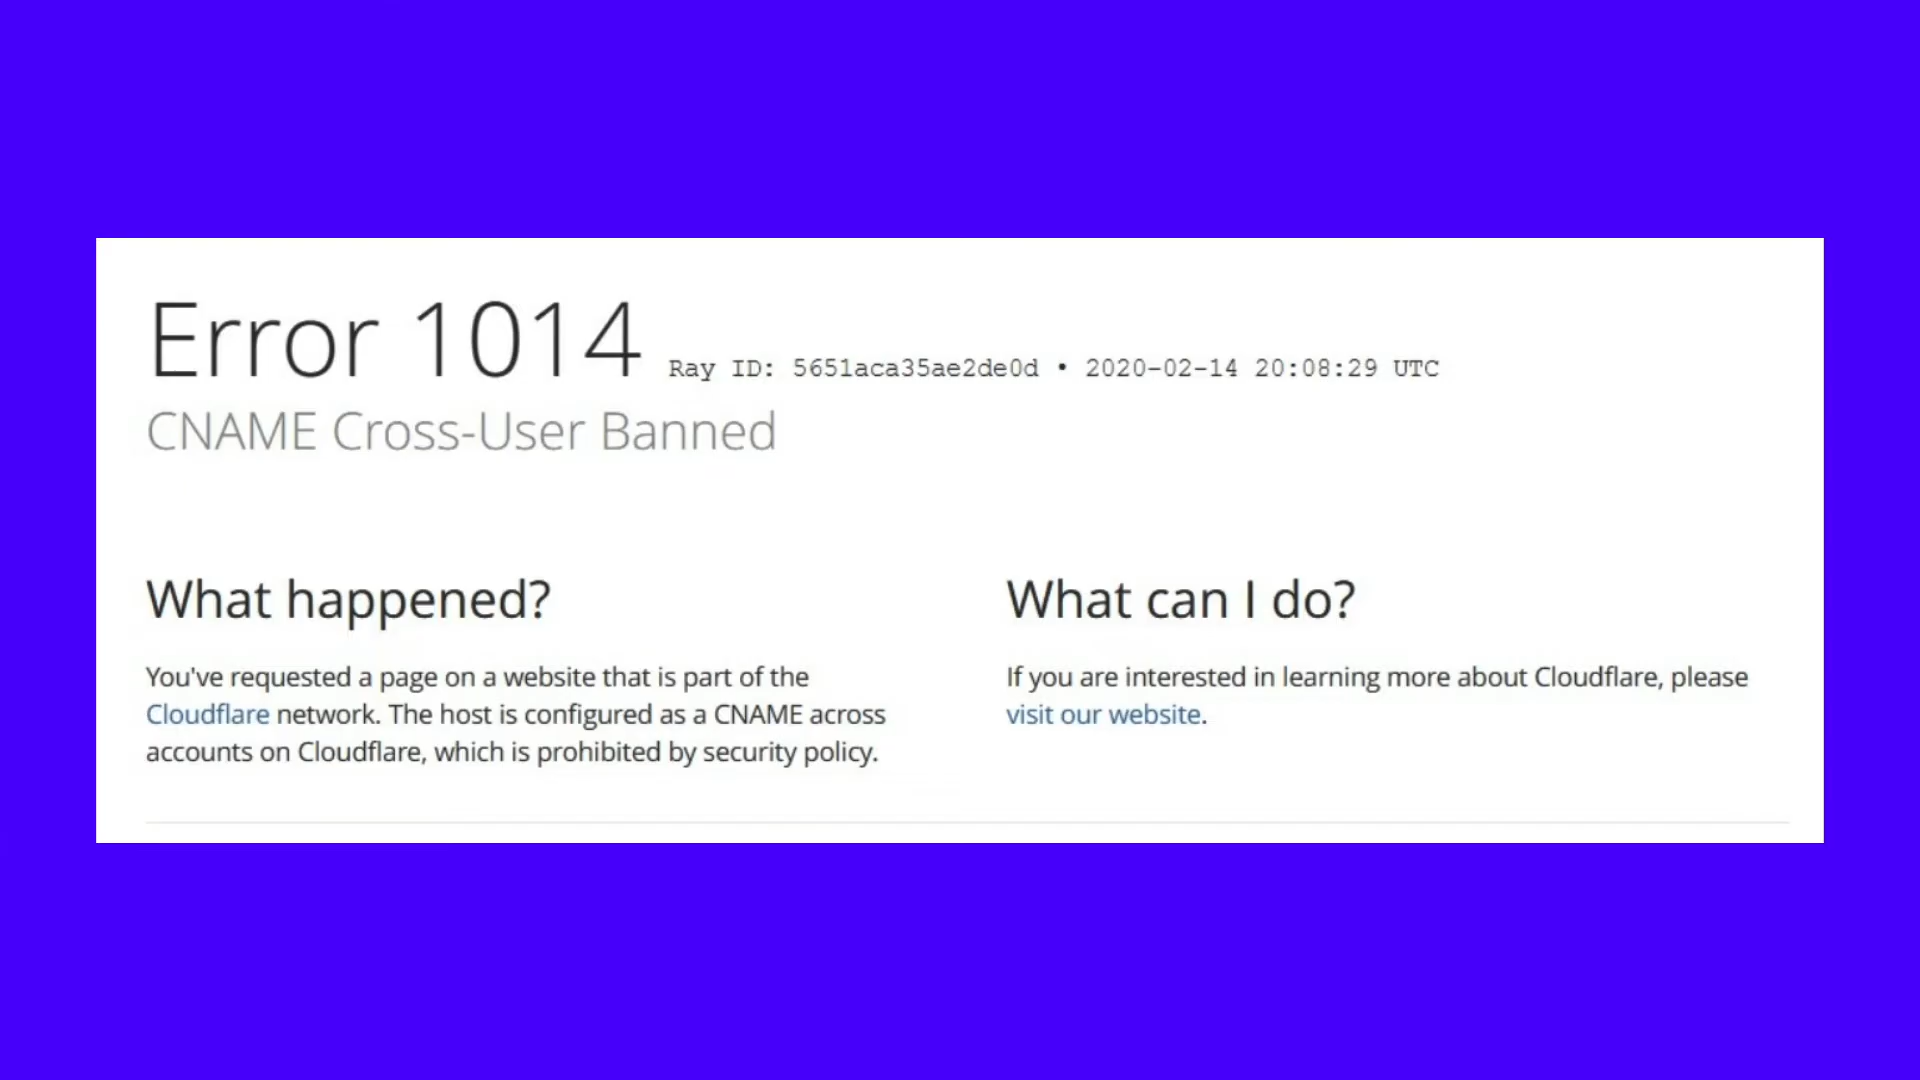 Error 1014 Ray ID: 5651aca35ae2de0d • 2020-02-14 20:08:29 UTC
CNAME Cross-User Banned
What happened?
You've requested a page on a website that is part of the
Cloudflare network. The host is configured as a CNAME across
accounts on Cloudflare, which is prohibited by security policy.
What can I do?
If you are interested in learning more about Cloudflare, please
visit our website.